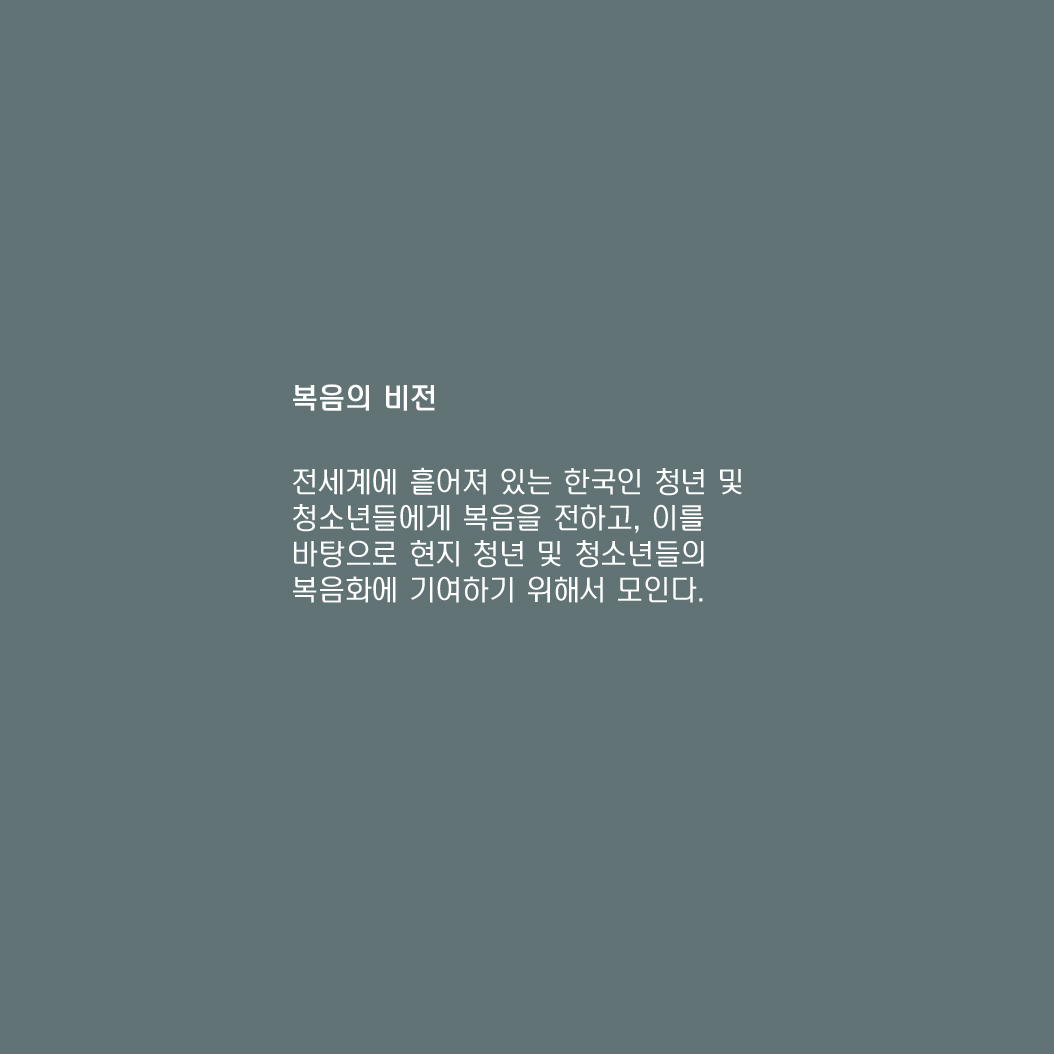 복음의 비전
전세계에 흩어져 있는 한국인 청년 및
청소년들에게 복음을 전하고, 이를
바탕으로 현지 청년 및 청소년들의
복음화에 기여하기 위해서 모인다.